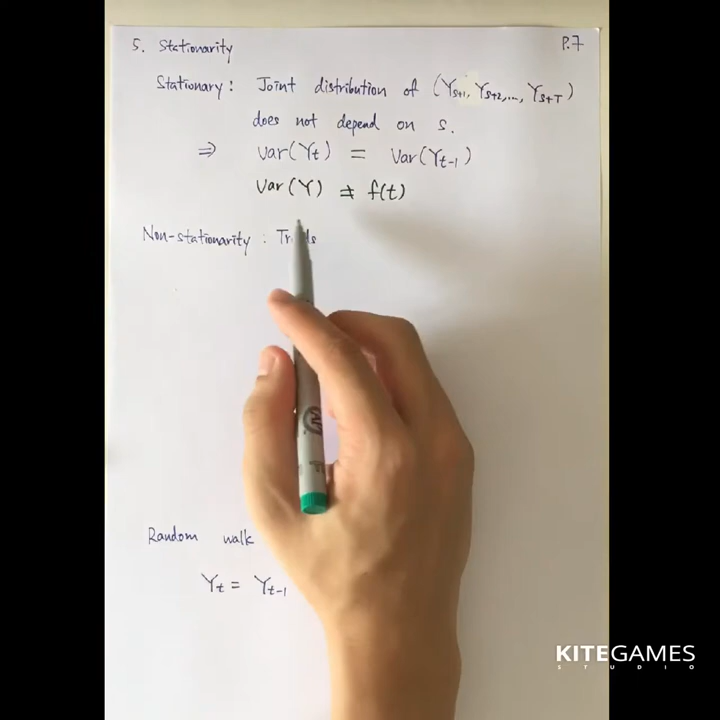 5. Stationarity P.7
Stationary: Joint distribution of (Ys+1, Ys+2,..., Ys+T)
does not depend on s.
⇒ Var(Yt) = Var(Yt-1)
Var(Y) ≠ f(t)
Non-stationarity :
Random walk
Yt = Yt-1
KITEGAMES
STUDIO